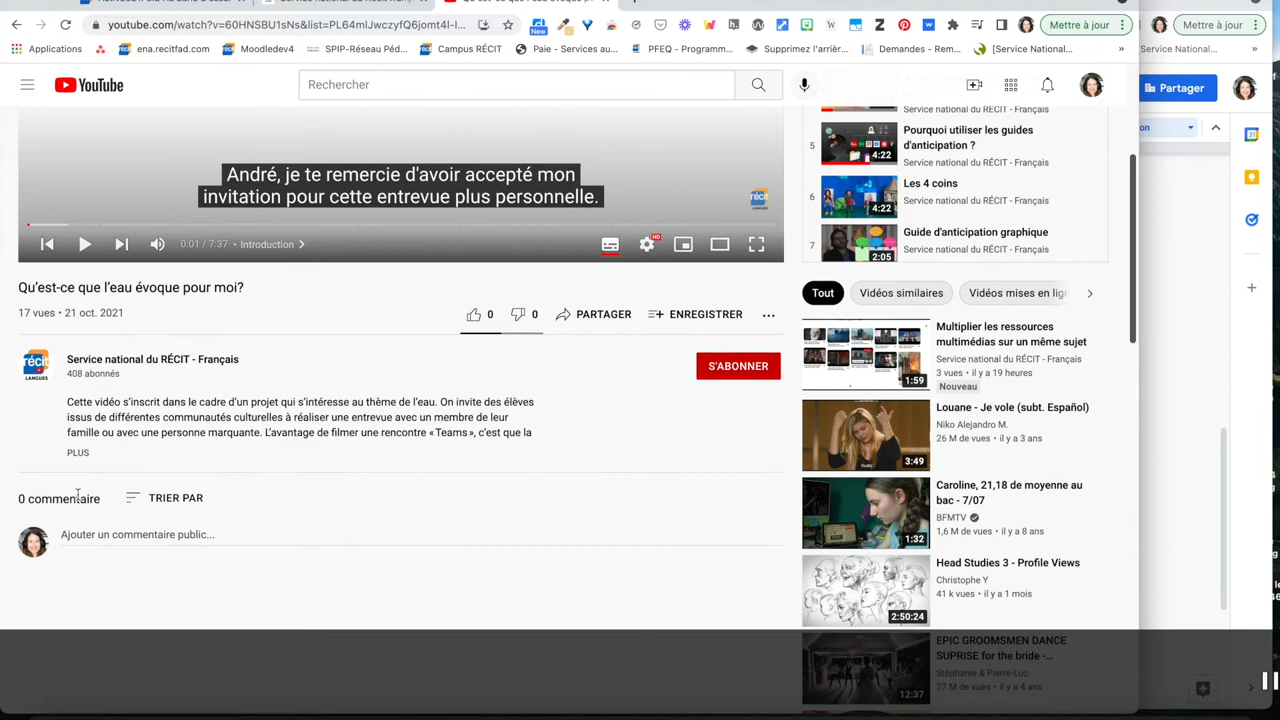 youtube.com/watch?v=60HNSBU1sNs&list=PL64mlJwczyfQ6jomt4I-l...
New
Mettre à jour
Mettre à jour
Applications
ena.recitfad.com
Moodledev4
SPIP-Réseau Péd...
Campus RÉCIT
Paie - Services au...
PFEQ - Programm...
Supprimez l'arrièr...
Demandes - Rem...
[Service National...
»
[Service National...
»
YouTube
Rechercher
Partager
on
André, je te remercie d'avoir accepté mon
invitation pour cette entrevue plus personnelle.
récit
0:01 / 7:37 • Introduction
HD
Qu'est-ce que l'eau évoque pour moi?
17 vues • 21 oct. 2021
0
0
PARTAGER
ENREGISTRER
récit
LANGUES
Service national du RÉCIT - Français
408 abonnés
S'ABONNER
Cette vidéo s'inscrit dans le cadre d'un projet qui s'intéresse au thème de l'eau. On invite des élèves
issus de différentes communautés culturelles à réaliser une entrevue avec un membre de leur
famille ou avec une personne marquante. L'avantage de filmer une rencontre «Teams», c'est que la
PLUS
0 commentaire
TRIER PAR
Ajouter un commentaire public...
Service national du RÉCIT - Français
5
4:22
Pourquoi utiliser les guides
d'anticipation ?
Service national du RÉCIT - Français
6
4:22
Les 4 coins
Service national du RÉCIT - Français
7
2:05
Guide d'anticipation graphique
Service national du RÉCIT - Français
Tout
Vidéos similaires
Vidéos mises en lign
1:59
Multiplier les ressources
multimédias sur un même sujet
Service national du RÉCIT - Français
3 vues • il y a 19 heures
Nouveau
3:49
Louane - Je vole (subt. Español)
Niko Alejandro M.
26 M de vues • il y a 3 ans
1:32
Caroline, 21,18 de moyenne au
bac - 7/07
BFMTV
1,6 M de vues • il y a 8 ans
2:50:24
Head Studies 3 - Profile Views
Christophe Y
41 k vues • il y a 1 mois
12:37
EPIC GROOMSMEN DANCE
SUPRISE for the bride -...
Stéphanie & Pierre-Luc
27 M de vues • il y a 4 ans